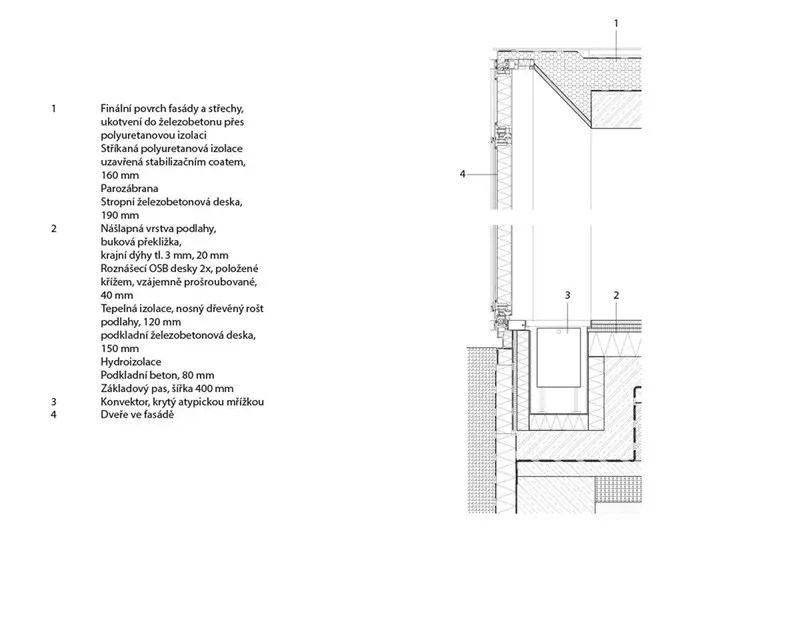 1 Finální povrch fasády a střechy,
ukotvení do železobetonu přes
polyuretanovou izolaci
Stříkaná polyuretanová izolace
uzavřená stabilizačním coatem,
160 mm
Parozábrana
Stropní železobetonová deska,
190 mm
2 Nášlapná vrstva podlahy,
buková překližka,
krajní dýhy tl. 3 mm, 20 mm
Roznášecí OSB desky 2x, položené
křížem, vzájemně prošroubované,
40 mm
Tepelná izolace, nosný dřevěný rošt
podlahy, 120 mm
podkladní železobetonová deska,
150 mm
Hydroizolace
Podkladní beton, 80 mm
Základový pas, šířka 400 mm
3 Konvektor, krytý atypickou mřížkou
4 Dveře ve fasádě
1
4
3 2